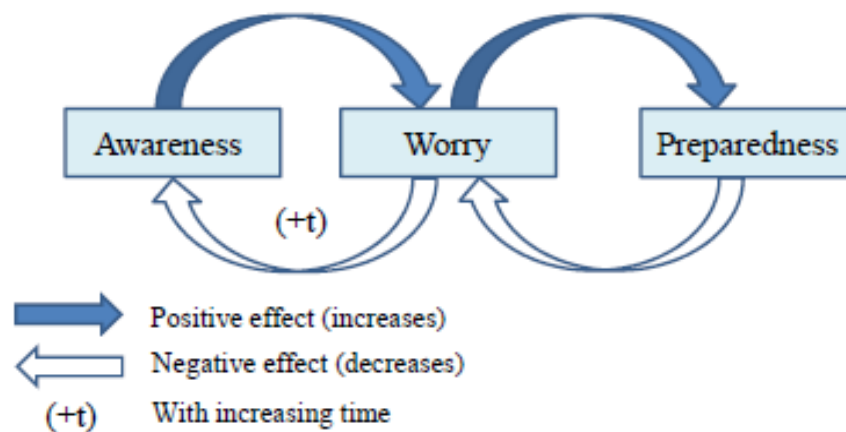 Awareness
Worry
Preparedness
(+t)
Positive effect (increases)
Negative effect (decreases)
(+t) With increasing time